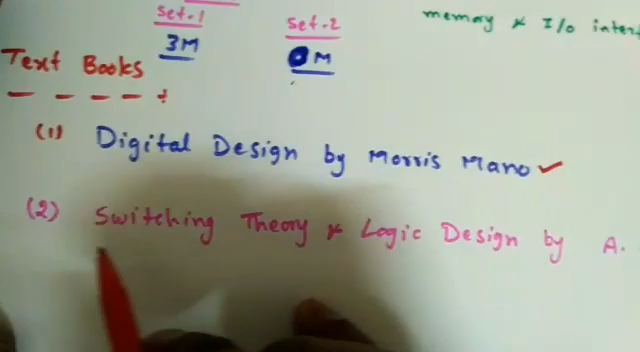 Set-1
Set-2
memory & I/O
3M
M
Text Books
(1) Digital Design by Morris Mano ✓
(2) Switching Theory & Logic Design by A.